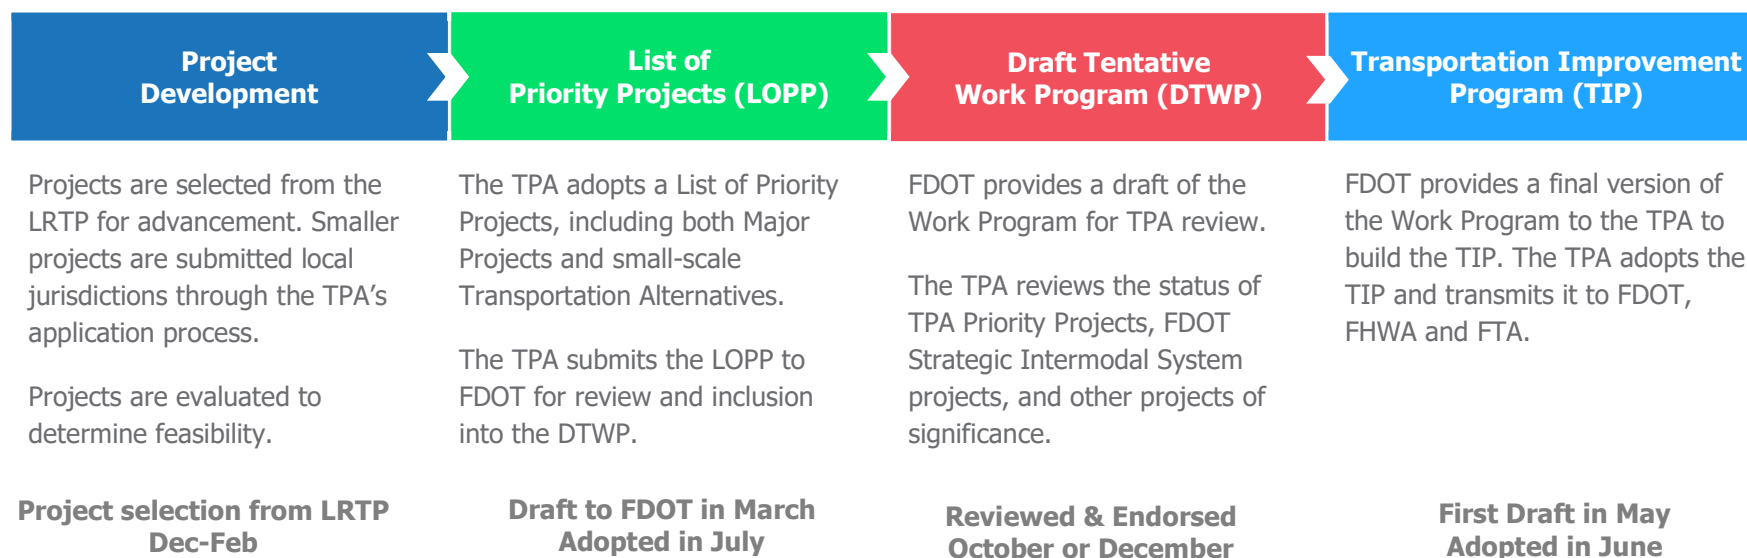 Project
Development
List of
Priority Projects (LOPP)
Draft Tentative
Work Program (DTWP)
Transportation Improvement
Program (TIP)
Projects are selected from the
LRTP for advancement. Smaller
projects are submitted local
jurisdictions through the TPA's
application process.
Projects are evaluated to
determine feasibility.
Project selection from LRTP
Dec-Feb
The TPA adopts a List of Priority
Projects, including both Major
Projects and small-scale
Transportation Alternatives.
The TPA submits the LOPP to
FDOT for review and inclusion
into the DTWP.
Draft to FDOT in March
Adopted in July
FDOT provides a draft of the
Work Program for TPA review.
The TPA reviews the status of
TPA Priority Projects, FDOT
Strategic Intermodal System
projects, and other projects of
significance.
Reviewed & Endorsed
October or December
FDOT provides a final version of
the Work Program to the TPA to
build the TIP. The TPA adopts the
TIP and transmits it to FDOT,
FHWA and FTA.
First Draft in May
Adopted in June